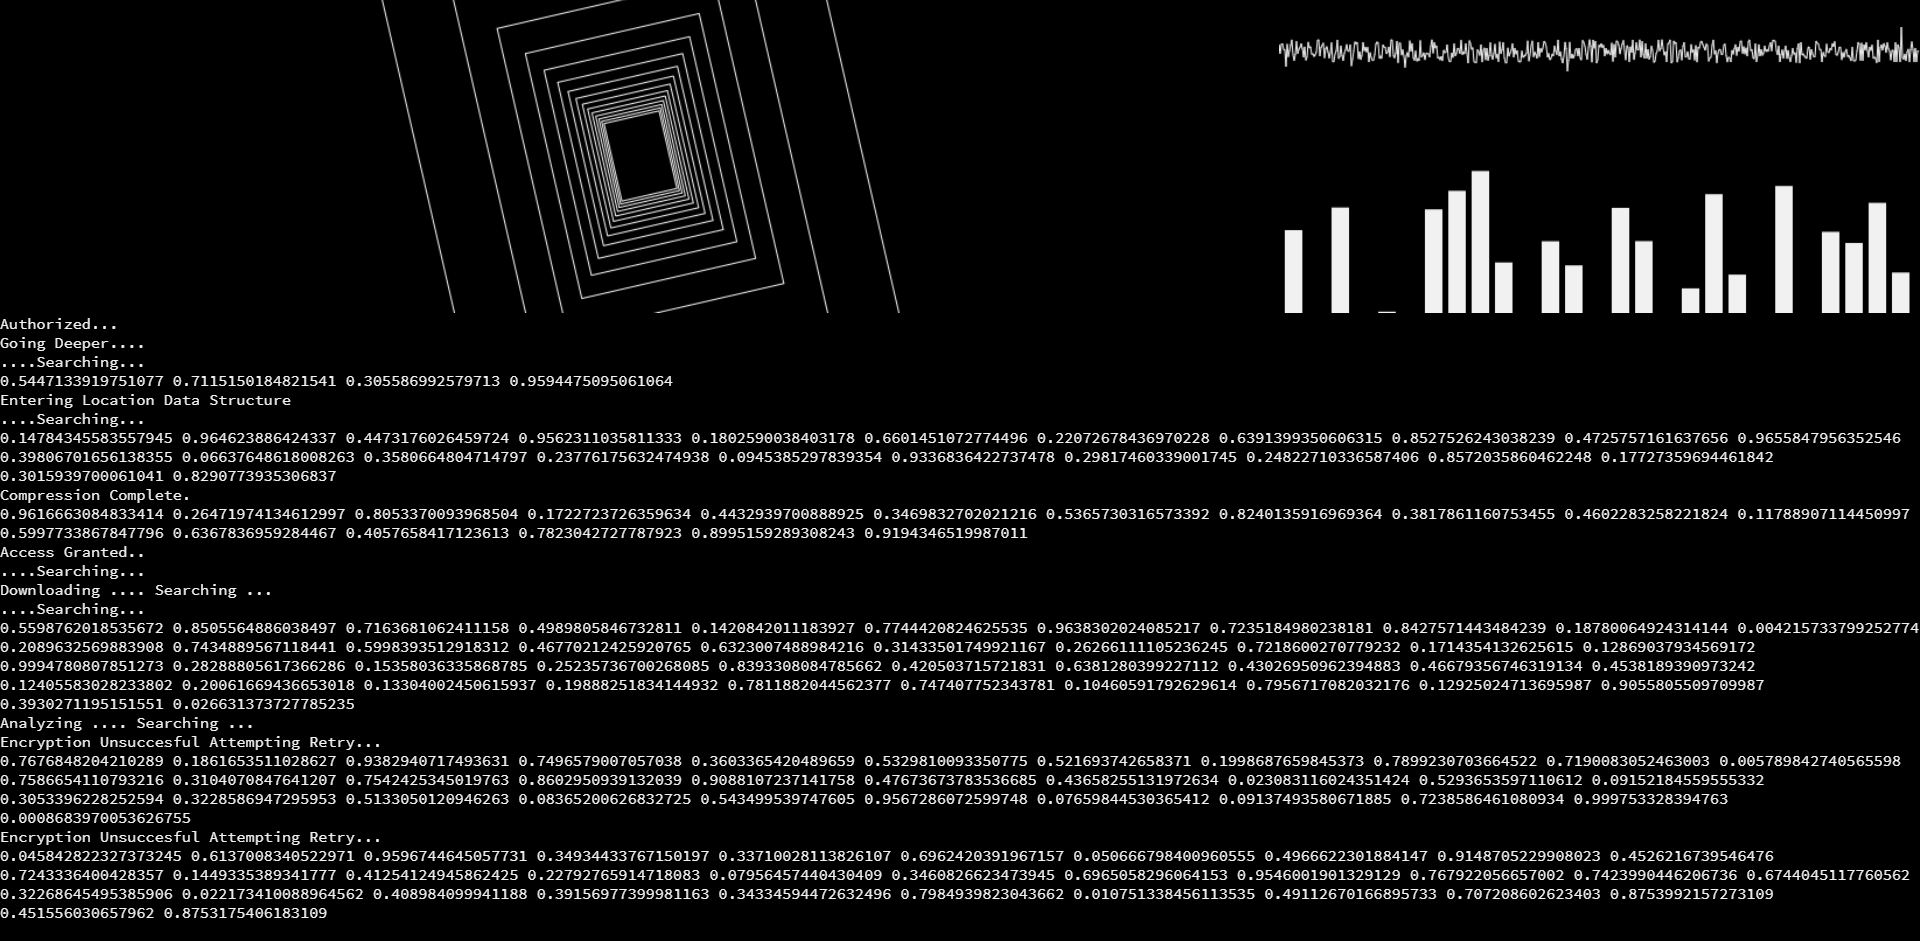 Authorized...
Going Deeper....
....Searching...
0.5447133919751077 0.7115150184821541 0.305586992579713 0.9594475095061064
Entering Location Data Structure
....Searching...
0.14784345583557945 0.964623886424337 0.4473176026459724 0.9562311035811333 0.1802590038403178 0.6601451072774496 0.22072678436970228 0.6391399350606315 0.8527526243038239 0.4725757161637656 0.9655847956352546
0.39806701656138355 0.06637648618008263 0.3580664804714797 0.23776175632474938 0.0945385297839354 0.9336836422737478 0.29817460339001745 0.24822710336587406 0.8572035860462248 0.17727359694461842
0.3015939700061041 0.8290773935306837
Compression Complete.
0.9616663084833414 0.26471974134612997 0.8053370093968504 0.1722723726359634 0.4432939700888925 0.3469832702021216 0.5365730316573392 0.8240135916969364 0.3817861160753455 0.4602283258221824 0.11788907114450997
0.5997733867847796 0.6367836959284467 0.4057658417123613 0.7823042727787923 0.8995159289308243 0.9194346519987011
Access Granted..
....Searching...
Downloading .... Searching ...
....Searching...
0.5598762018535672 0.8505564886038497 0.7163681062411158 0.4989805846732811 0.1420842011183927 0.7744420824625535 0.9638302024085217 0.7235184980238181 0.8427571443484239 0.18780064924314144 0.004215733799252774
0.2089632569883908 0.7434889567118441 0.5998393512918312 0.46770212425920765 0.6323007488984216 0.31433501749921167 0.26266111105236245 0.7218600270779232 0.1714354132625615 0.12869037934569172
0.9994780807851273 0.28288805617366286 0.15358036335868785 0.25235736700268085 0.8393308084785662 0.420503715721831 0.6381280399227112 0.43026950962394883 0.46679356746319134 0.4538189390973242
0.12405583028233802 0.20061669436653018 0.13304002450615937 0.19888251834144932 0.7811882044562377 0.747407752343781 0.10460591792629614 0.7956717082032176 0.12925024713695987 0.9055805509709987
0.3930271195151551 0.026631373727785235
Analyzing .... Searching ...
Encryption Unsuccesful Attempting Retry...
0.7676848204210289 0.1861653511028627 0.9382940717493631 0.7496579007057038 0.3603365420489659 0.5329810093350775 0.521693742658371 0.1998687659845373 0.7899230703664522 0.7190083052463003 0.005789842740565598
0.7586654110793216 0.3104070847641207 0.7542425345019763 0.8602950939132039 0.9088107237141758 0.47673673783536685 0.43658255131972634 0.023083116024351424 0.5293653597110612 0.09152184559555332
0.3053396228252594 0.3228586947295953 0.5133050120946263 0.08365200626832725 0.543499539747605 0.9567286072599748 0.07659844530365412 0.09137493580671885 0.7238586461080934 0.999753328394763
0.0008683970053626755
Encryption Unsuccesful Attempting Retry...
0.045842822327373245 0.6137008340522971 0.9596744645057731 0.34934433767150197 0.33710028113826107 0.6962420391967157 0.050666798400960555 0.4966622301884147 0.9148705229908023 0.4526216739546476
0.7243336400428357 0.1449335389341777 0.41254124945862425 0.22792765914718083 0.07956457440430409 0.3460826623473945 0.6965058296064153 0.9546001901329129 0.767922056657002 0.7423990446206736 0.6744045117760562
0.32268645495385906 0.022173410088964562 0.408984099941188 0.39156977399981163 0.343345944726324​96 0.7984939823043662 0.010751338456113535 0.49112670166895733 0.707208602623403 0.8753992157273109
0.451556030657962 0.8753175406183109